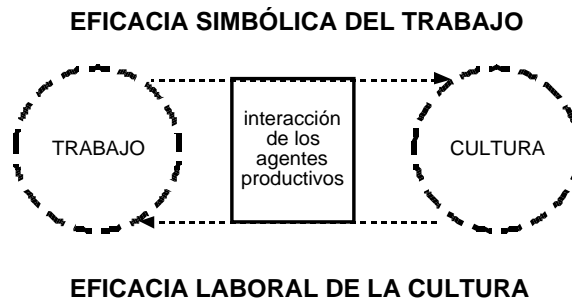 EFICACIA SIMBÓLICA DEL TRABAJO
TRABAJO
interacción
de los
agentes
productivos
CULTURA
EFICACIA LABORAL DE LA CULTURA